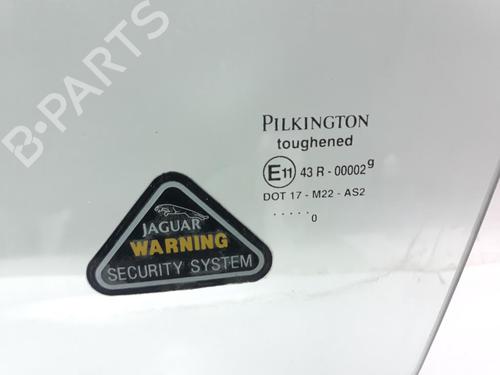 B-PARTS
PILKINGTON
toughened
E11 43 R - 00002 g
DOT 17 - M22 - AS2
. . . . . 0
JAGUAR
WARNING
SECURITY SYSTEM